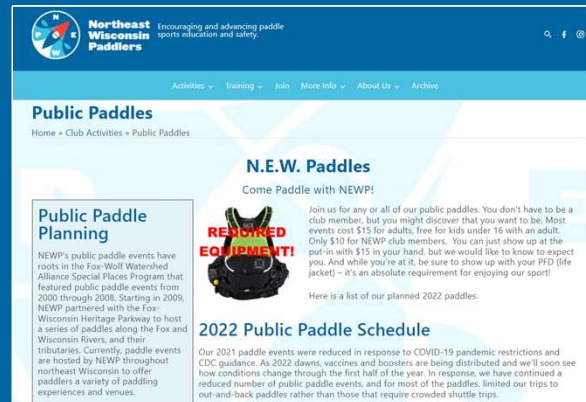 Northeast
Wisconsin
Paddlers
Encouraging and advancing paddle
sports education and safety.
Activities
Training
Join
More Info
About Us
Archive
Public Paddles
Home » Club Activities » Public Paddles
N.E.W. Paddles
Come Paddle with NEWP!
Public Paddle
Planning
NEWP's public paddle events have
roots in the Fox-Wolf Watershed
Alliance Special Places Program that
featured public paddle events from
2000 through 2008. Starting in 2009,
NEWP partnered with the Fox-
Wisconsin Heritage Parkway to host
a series of paddles along the Fox and
Wisconsin Rivers, and their
tributaries. Currently, paddle events
are hosted by NEWP throughout
northeast Wisconsin to offer
paddlers a variety of paddling
experiences and venues.
REQUIRED
EQUIPMENT!
Join us for any or all of our public paddles. You don't have to be a
club member, but you might discover that you want to be. Most
events cost $15 for adults, free for kids under 16 with an adult.
Only $10 for NEWP club members. You can just show up at the
put-in with $15 in your hand, but we would like to know to expect
you. And while you're at it, be sure to show up with your PFD (life
jacket) – it's an absolute requirement for enjoying our sport!
Here is a list of our planned 2022 paddles.
2022 Public Paddle Schedule
Our 2021 paddle events were reduced in response to COVID-19 pandemic restrictions and
CDC guidance. As 2022 dawns, vaccines and boosters are being distributed and we'll soon see
how conditions change through the first half of the year. In response, we have continued a
reduced number of public paddle events, and for most of the paddles, limited our trips to
out-and-back paddles rather than those that require crowded shuttle trips.